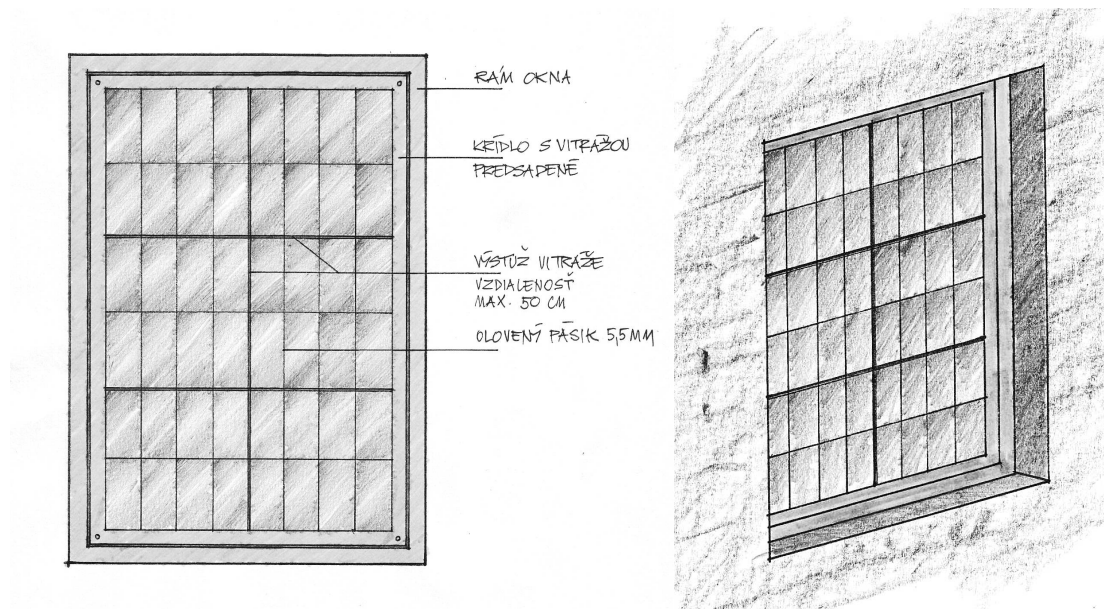 RÁM OKNA
KRÍDLO S VITRÁŽOU
PREDSADENÉ
VÝSTUŽ VITRÁŽE
VZDIALENOSŤ
MAX. 50 CM
OLOVENÝ PÁSIK 5,5MM